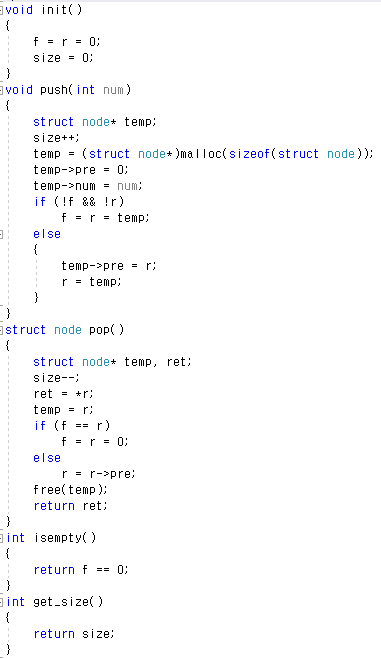 void init()
{
    f = r = 0;
    size = 0;
}
void push(int num)
{
    struct node* temp;
    size++;
    temp = (struct node*)malloc(sizeof(struct node));
    temp->pre = 0;
    temp->num = num;
    if (!f && !r)
        f = r = temp;
    else
    {
        temp->pre = r;
        r = temp;
    }
}
struct node pop()
{
    struct node* temp, ret;
    size--;
    ret = *r;
    temp = r;
    if (f == r)
        f = r = 0;
    else
        r = r->pre;
    free(temp);
    return ret;
}
int isempty()
{
    return f == 0;
}
int get_size()
{
    return size;
}